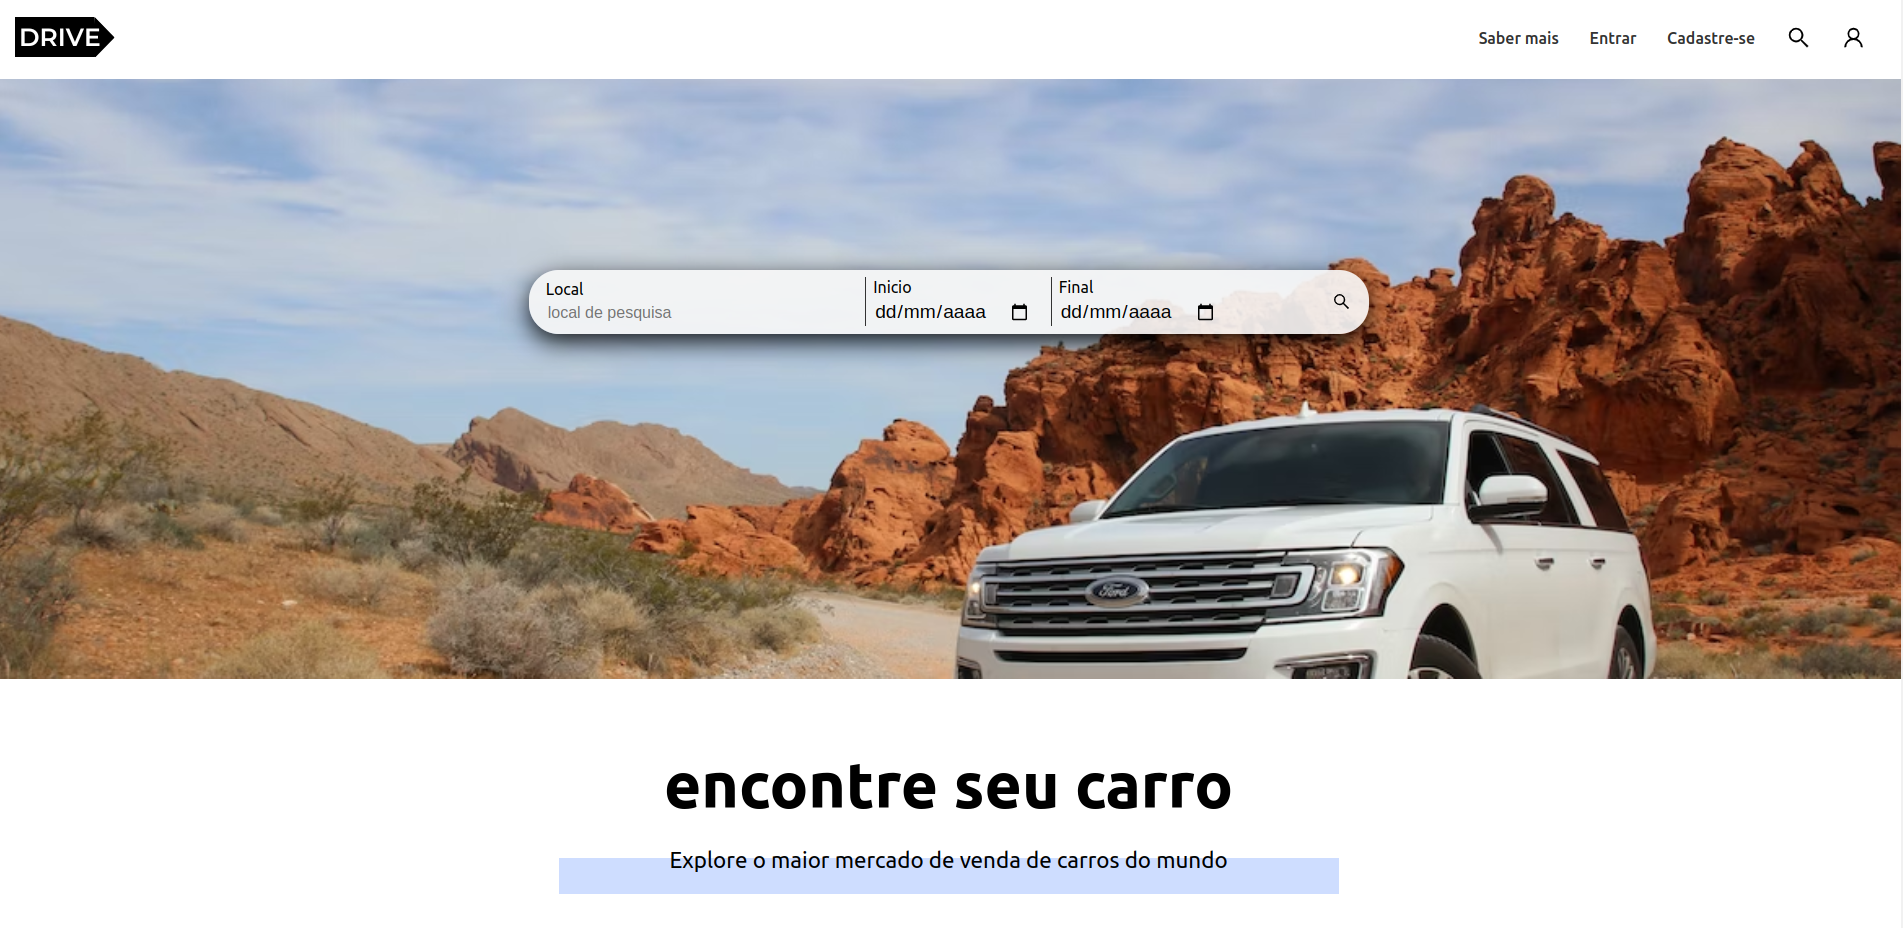 DRIVE
Saber mais
Entrar
Cadastre-se
Local
local de pesquisa
Inicio
dd/mm/aaaa
Final
dd/mm/aaaa
Ford
encontre seu carro
Explore o maior mercado de venda de carros do mundo